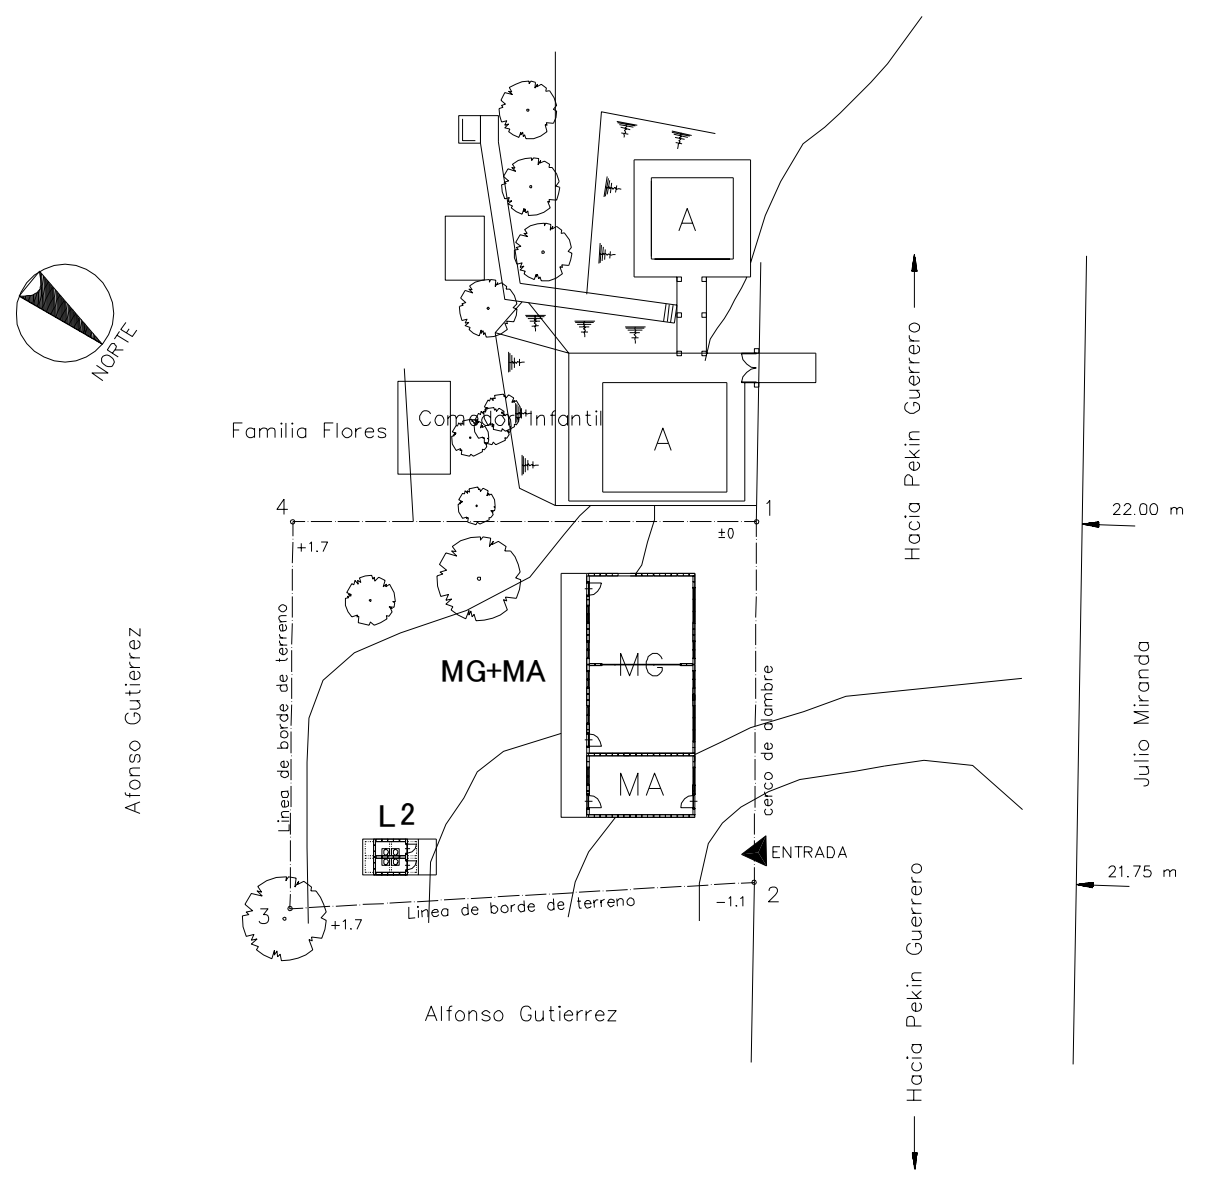 A
NORTE
Hacia Pekin Guerrero
Familia Flores
Comedor Infantil
A
4
1
22.00 m
+1.7
±0
Linea de borde de terreno
Afonso Gutierrez
MG+MA
MG
cerco de alambre
Julio Miranda
MA
L2
ENTRADA
21.75 m
Hacia Pekin Guerrero
3
+1.7
Linea de borde de terreno
-1.1
2
Alfonso Gutierrez